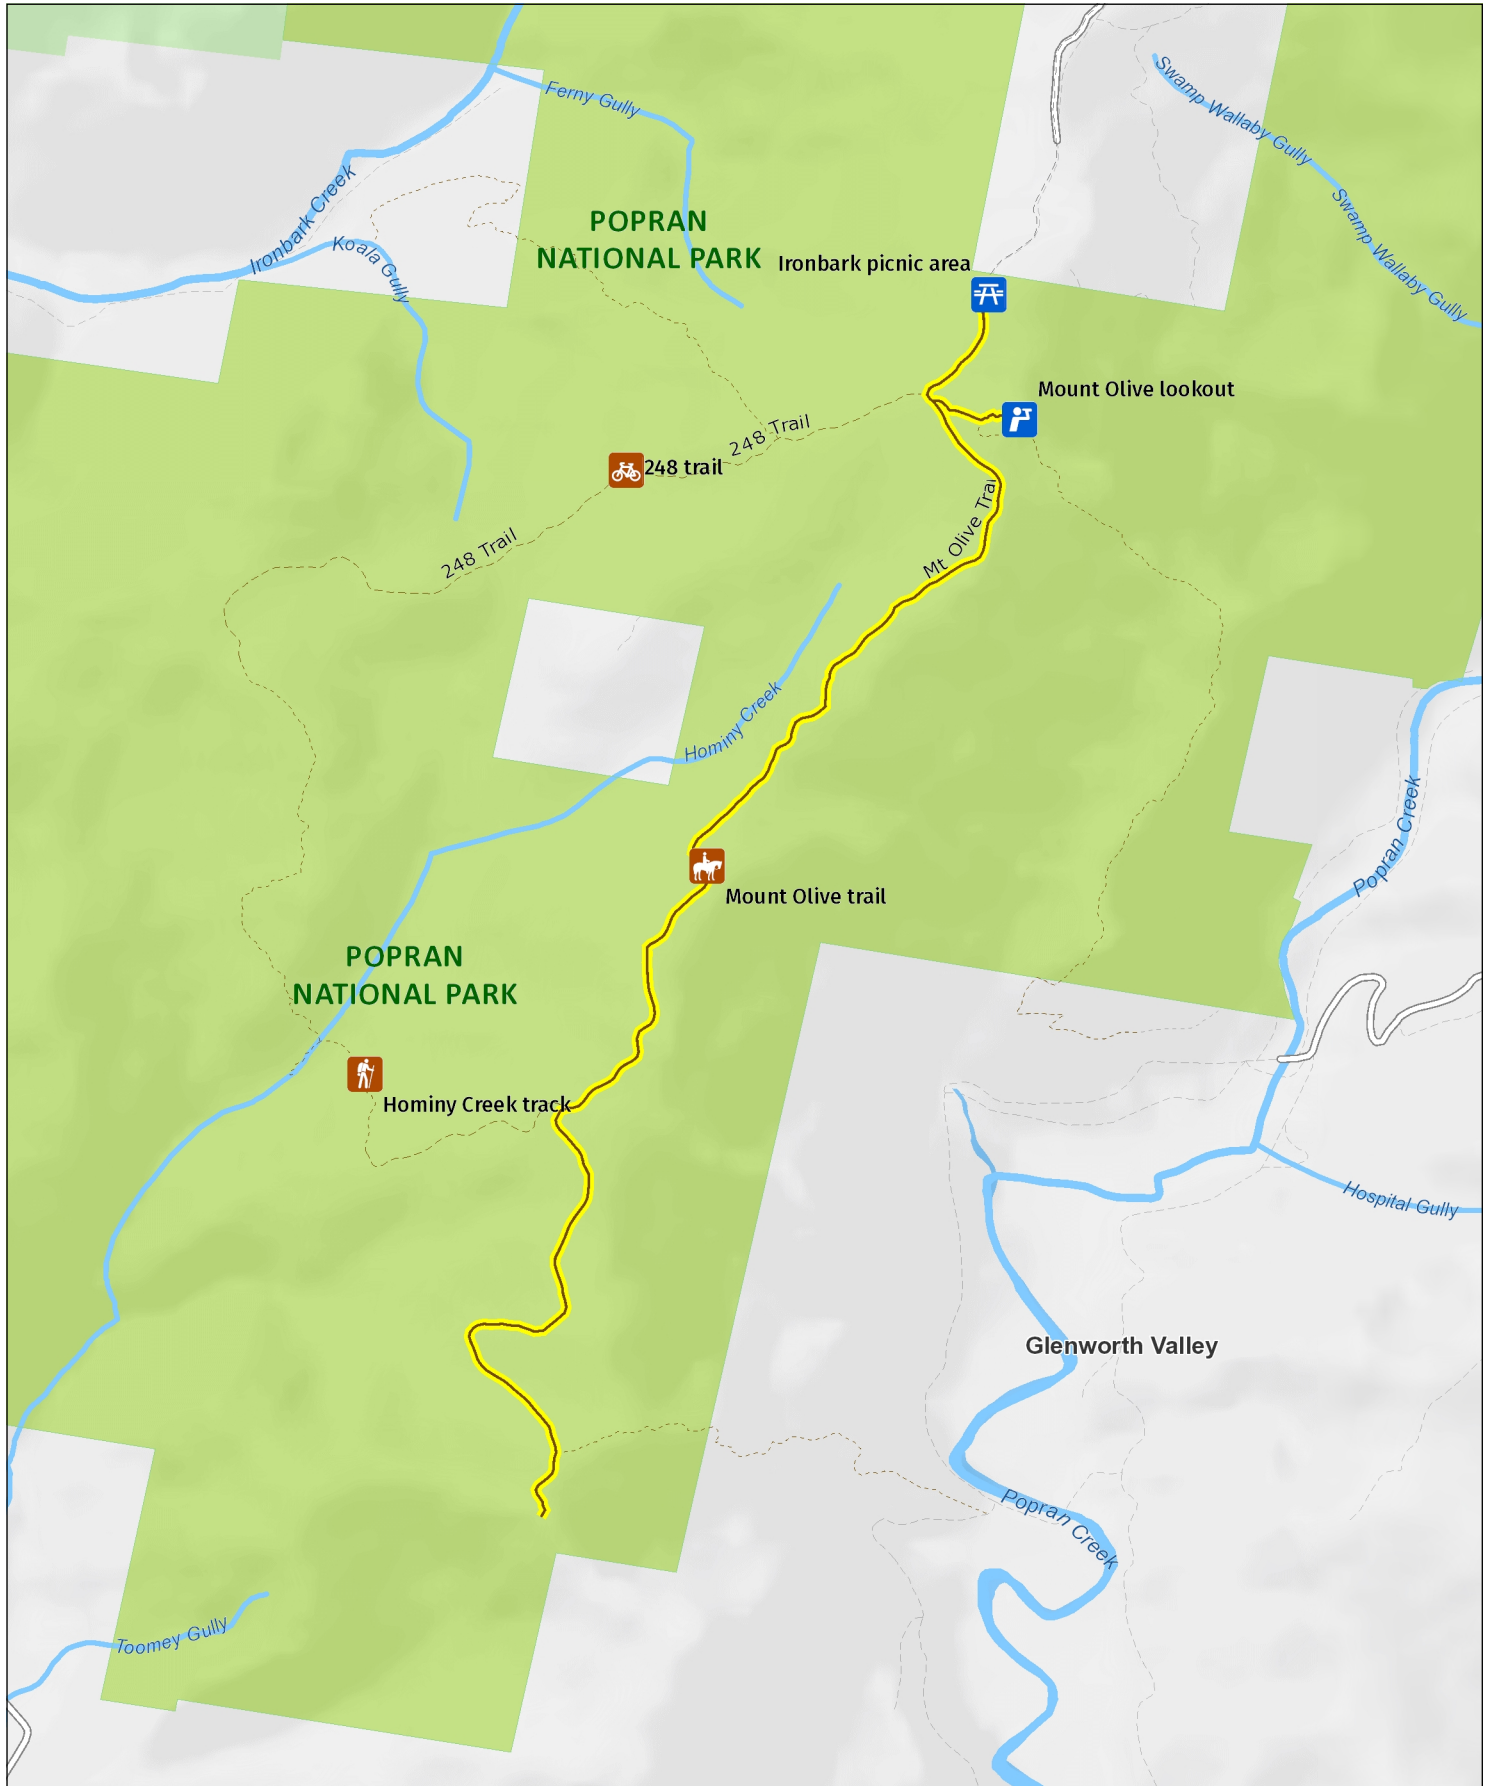 Swamp Wallaby Gully
Ferny Gully
Ironbark Creek
Koala Gully
POPRAN
NATIONAL PARK
Ironbark picnic area
Swamp Wallaby Gully
Mount Olive lookout
248 Trail
248 trail
248 Trail
Mt Olive Trai
Hominy Creek
Popran Creek
Mount Olive trail
POPRAN
NATIONAL PARK
Hominy Creek track
Hospital Gully
Glenworth Valley
Popran Creek
Toomey Gully